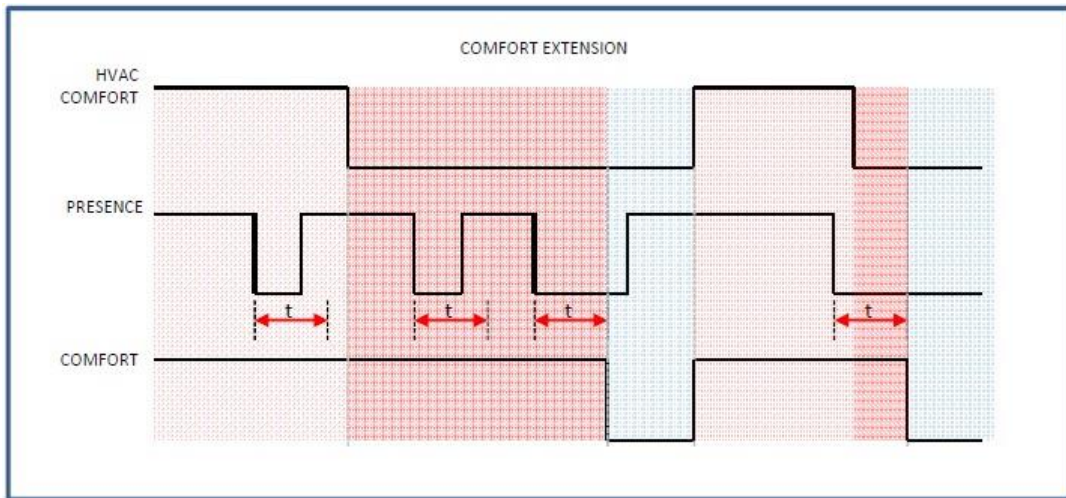 COMFORT EXTENSION
HVAC
COMFORT
PRESENCE
t
t
t
t
COMFORT